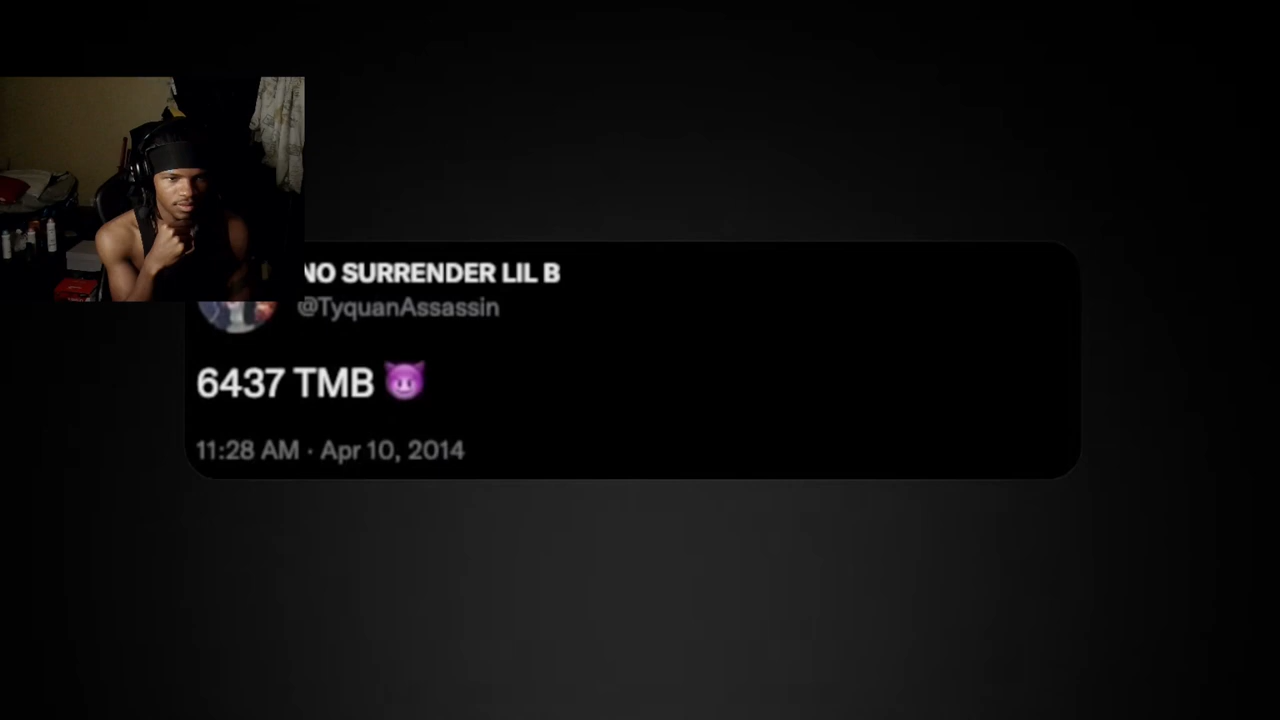 NO SURRENDER LIL B
@TyquanAssassin
6437 TMB 😈
11:28 AM · Apr 10, 2014